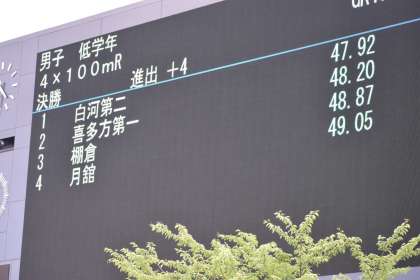 男子 低学年
4×100mR
決勝 進出 +4
1 白河第二 47.92
2 喜多方第一 48.20
3 棚倉 48.87
4 月舘 49.05